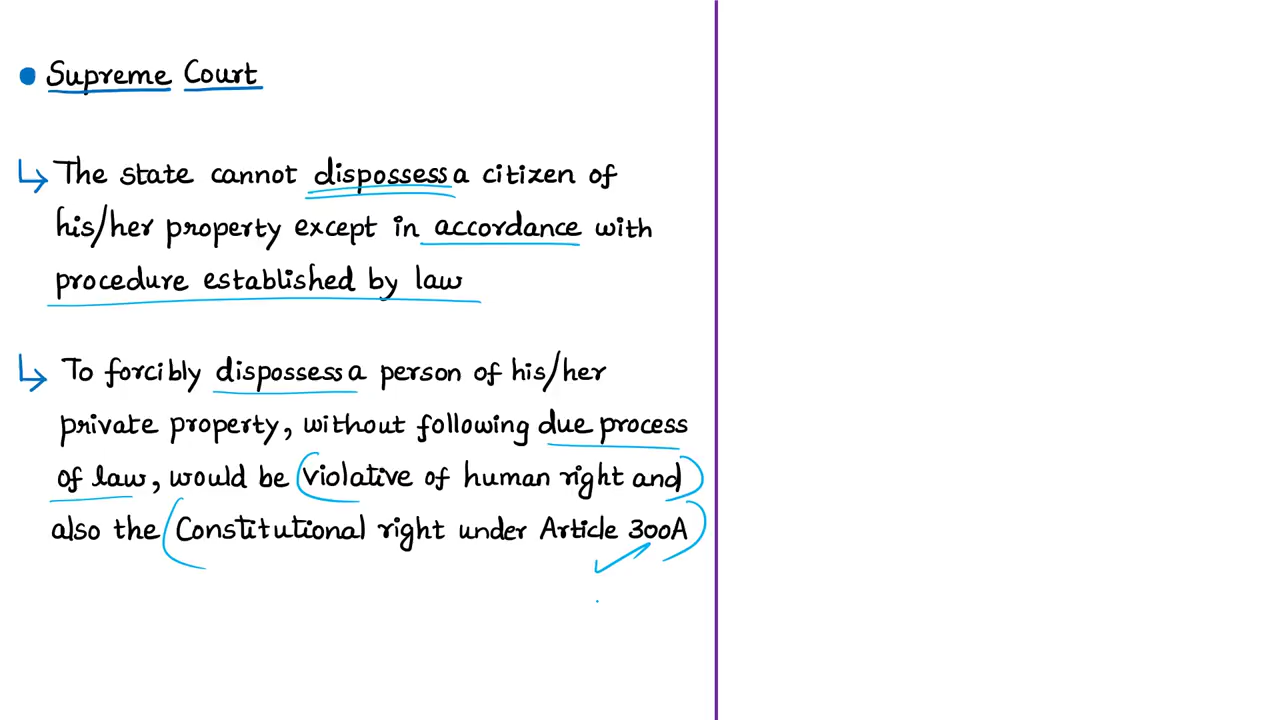 Supreme Court
The state cannot dispossess a citizen of
his/her property except in accordance with
procedure established by law
To forcibly dispossess a person of his/her
private property, without following due process
of law, would be violative of human right and
also the Constitutional right under Article 300A